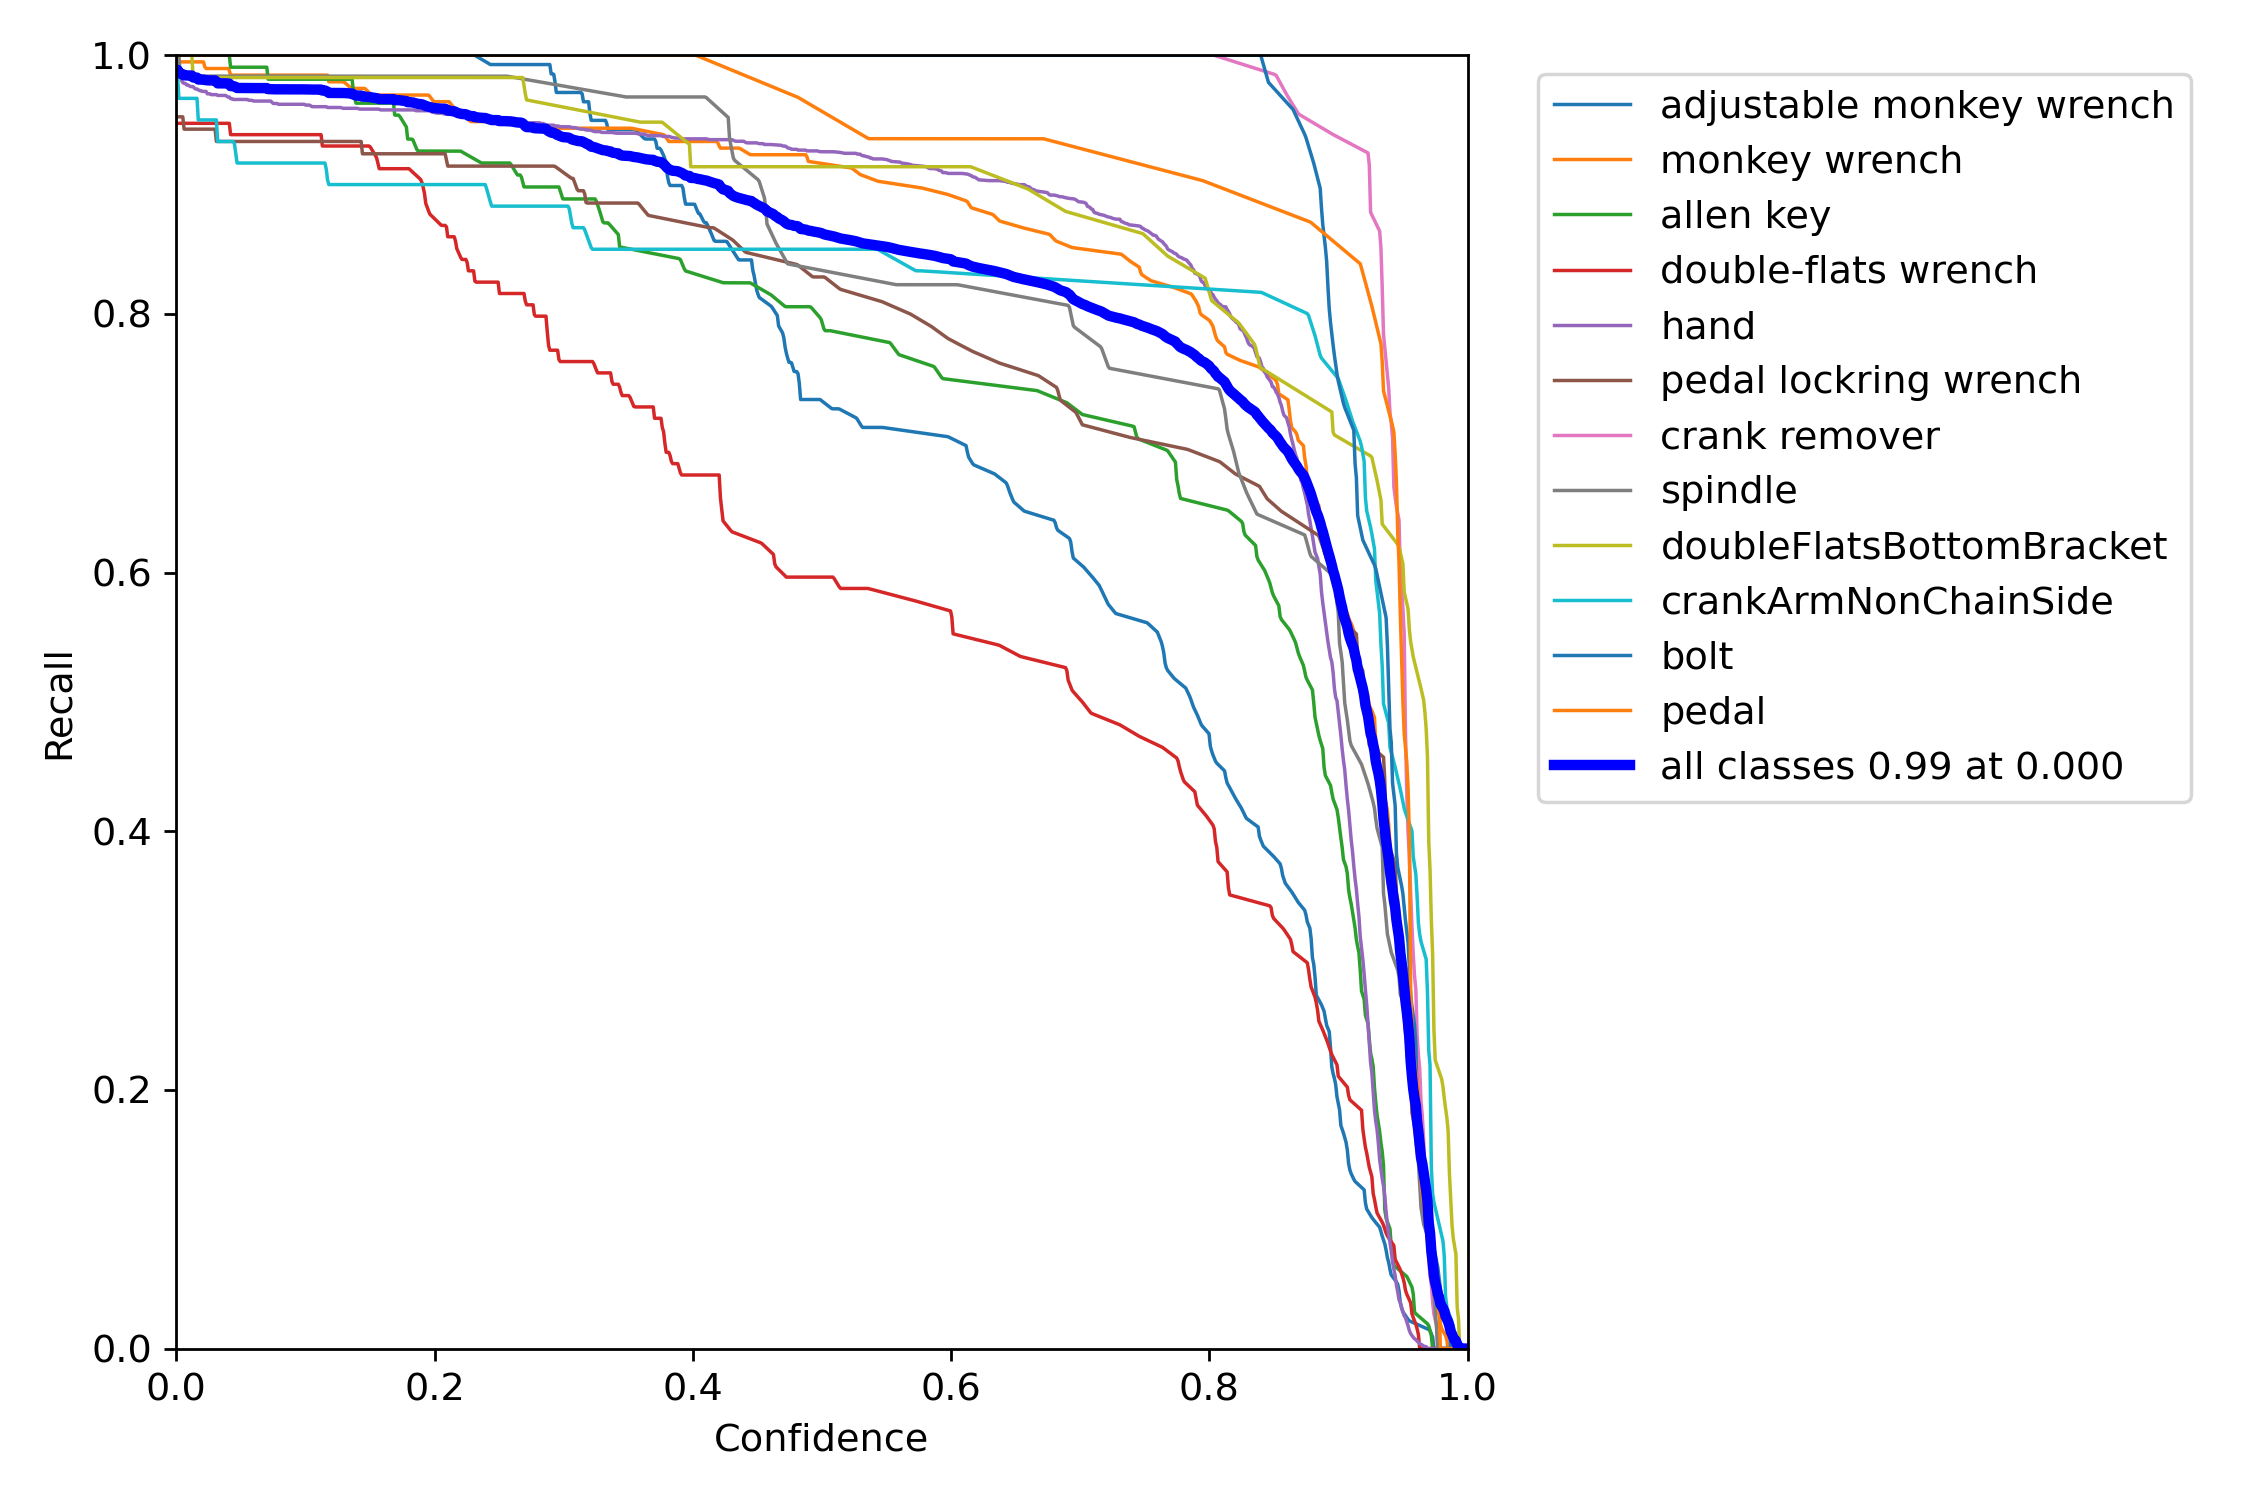 1.0
0.8
0.6
0.4
0.2
0.0
Recall
0.0 0.2 0.4 0.6 0.8 1.0
Confidence
adjustable monkey wrench
monkey wrench
allen key
double-flats wrench
hand
pedal lockring wrench
crank remover
spindle
doubleFlatsBottomBracket
crankArmNonChainSide
bolt
pedal
all classes 0.99 at 0.000